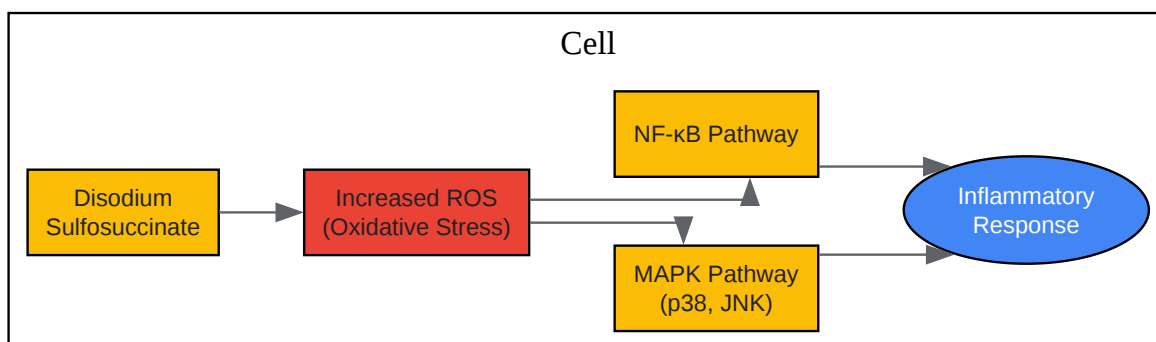 Cell
Disodium
Sulfosuccinate
Increased ROS
(Oxidative Stress)
NF-κB Pathway
MAPK Pathway
(p38, JNK)
Inflammatory
Response